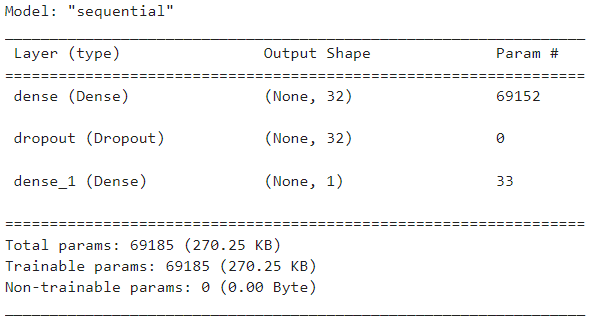 Model: "sequential"
_________________________________________________________________
Layer (type) Output Shape Param #
=================================================================
dense (Dense) (None, 32) 69152
dropout (Dropout) (None, 32) 0
dense_1 (Dense) (None, 1) 33
=================================================================
Total params: 69185 (270.25 KB)
Trainable params: 69185 (270.25 KB)
Non-trainable params: 0 (0.00 Byte)
_________________________________________________________________